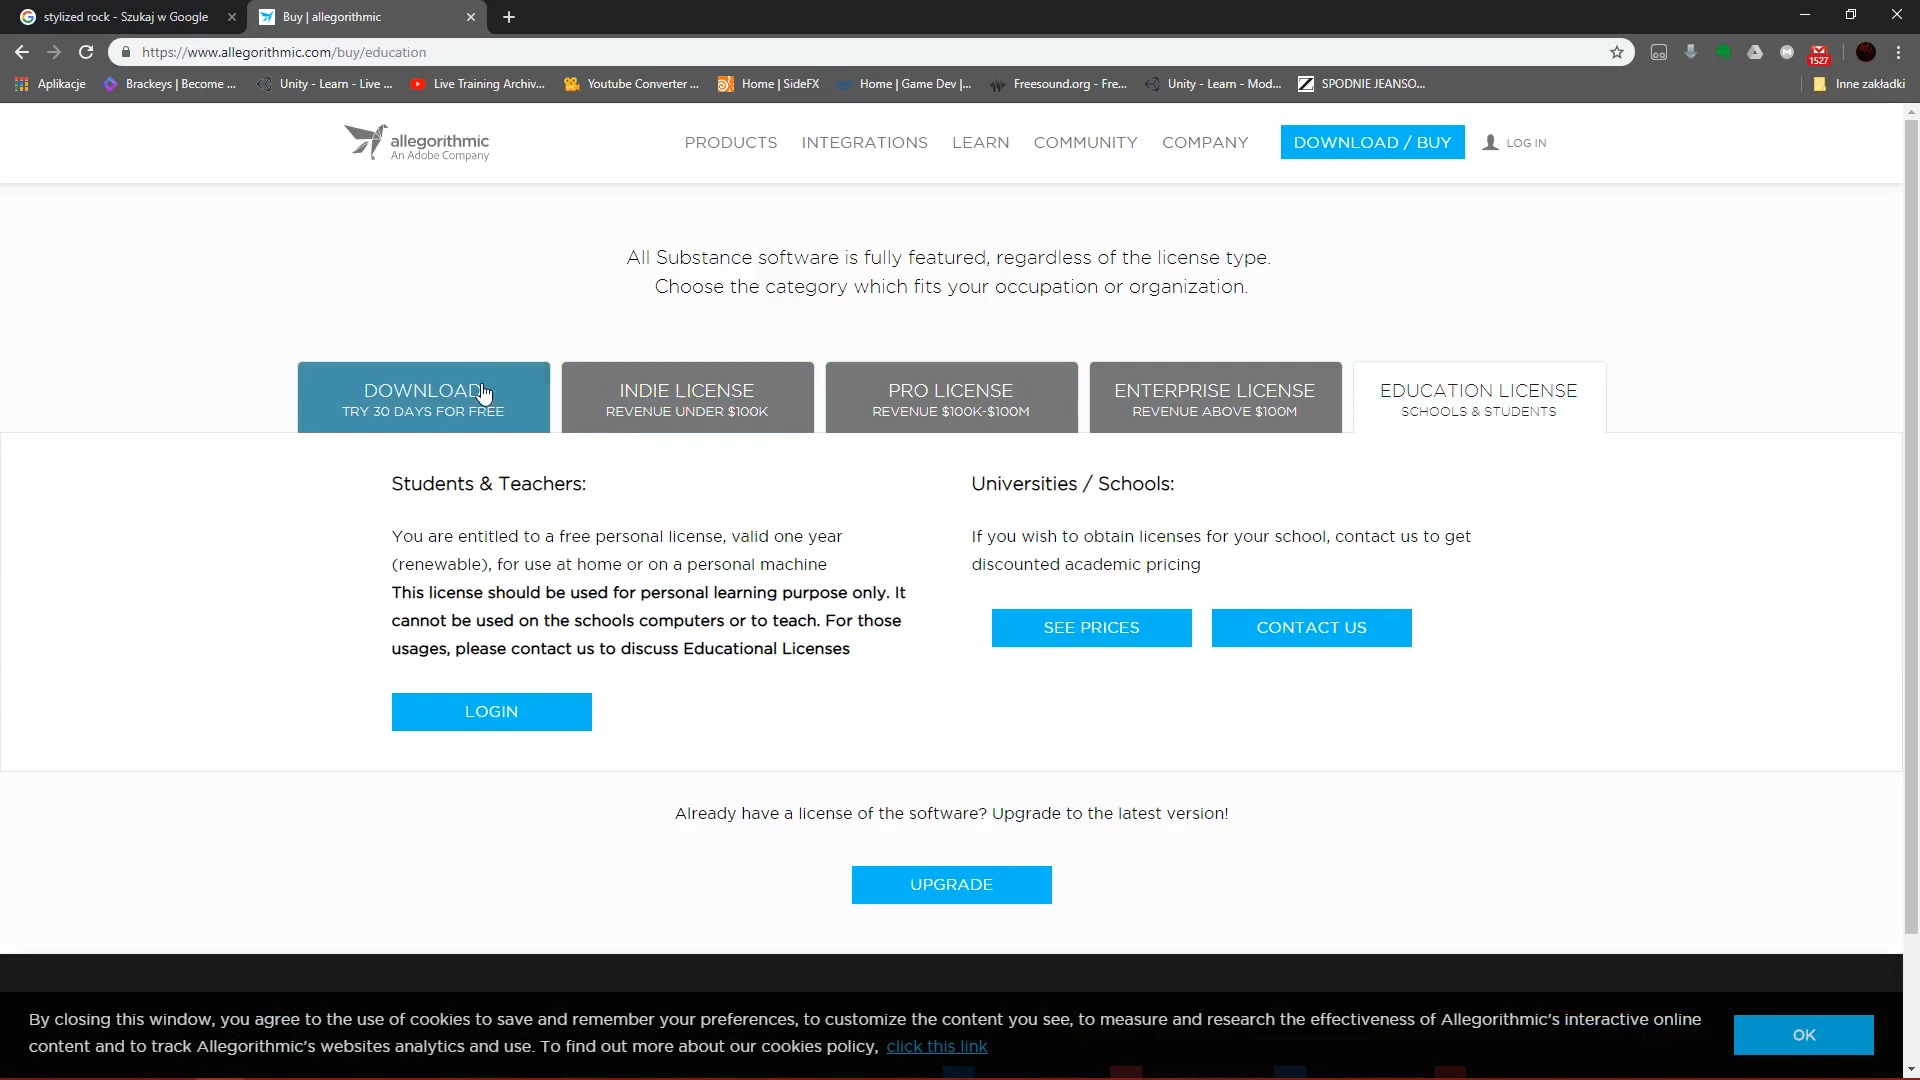 stylized rock - Szukaj w Google
Buy | allegorithmic
https://www.allegorithmic.com/buy/education
1527
Aplikacje
Brackeys | Become ...
Unity - Learn - Live ...
Live Training Archiv...
Youtube Converter ...
Home | SideFX
Home | Game Dev |...
Freesound.org - Fre...
Unity - Learn - Mod...
SPODNIE JEANSO...
Inne zakładki
allegorithmic
An Adobe Company
PRODUCTS
INTEGRATIONS
LEARN
COMMUNITY
COMPANY
DOWNLOAD / BUY
LOG IN
All Substance software is fully featured, regardless of the license type.
Choose the category which fits your occupation or organization.
DOWNLOAD
TRY 30 DAYS FOR FREE
INDIE LICENSE
REVENUE UNDER $100K
PRO LICENSE
REVENUE $100K-$100M
ENTERPRISE LICENSE
REVENUE ABOVE $100M
EDUCATION LICENSE
SCHOOLS & STUDENTS
Students & Teachers:
You are entitled to a free personal license, valid one year
(renewable), for use at home or on a personal machine
This license should be used for personal learning purpose only. It
cannot be used on the schools computers or to teach. For those
usages, please contact us to discuss Educational Licenses
LOGIN
Universities / Schools:
If you wish to obtain licenses for your school, contact us to get
discounted academic pricing
SEE PRICES
CONTACT US
Already have a license of the software? Upgrade to the latest version!
UPGRADE
By closing this window, you agree to the use of cookies to save and remember your preferences, to customize the content you see, to measure and research the effectiveness of Allegorithmic's interactive online
content and to track Allegorithmic's websites analytics and use. To find out more about our cookies policy, click this link
OK